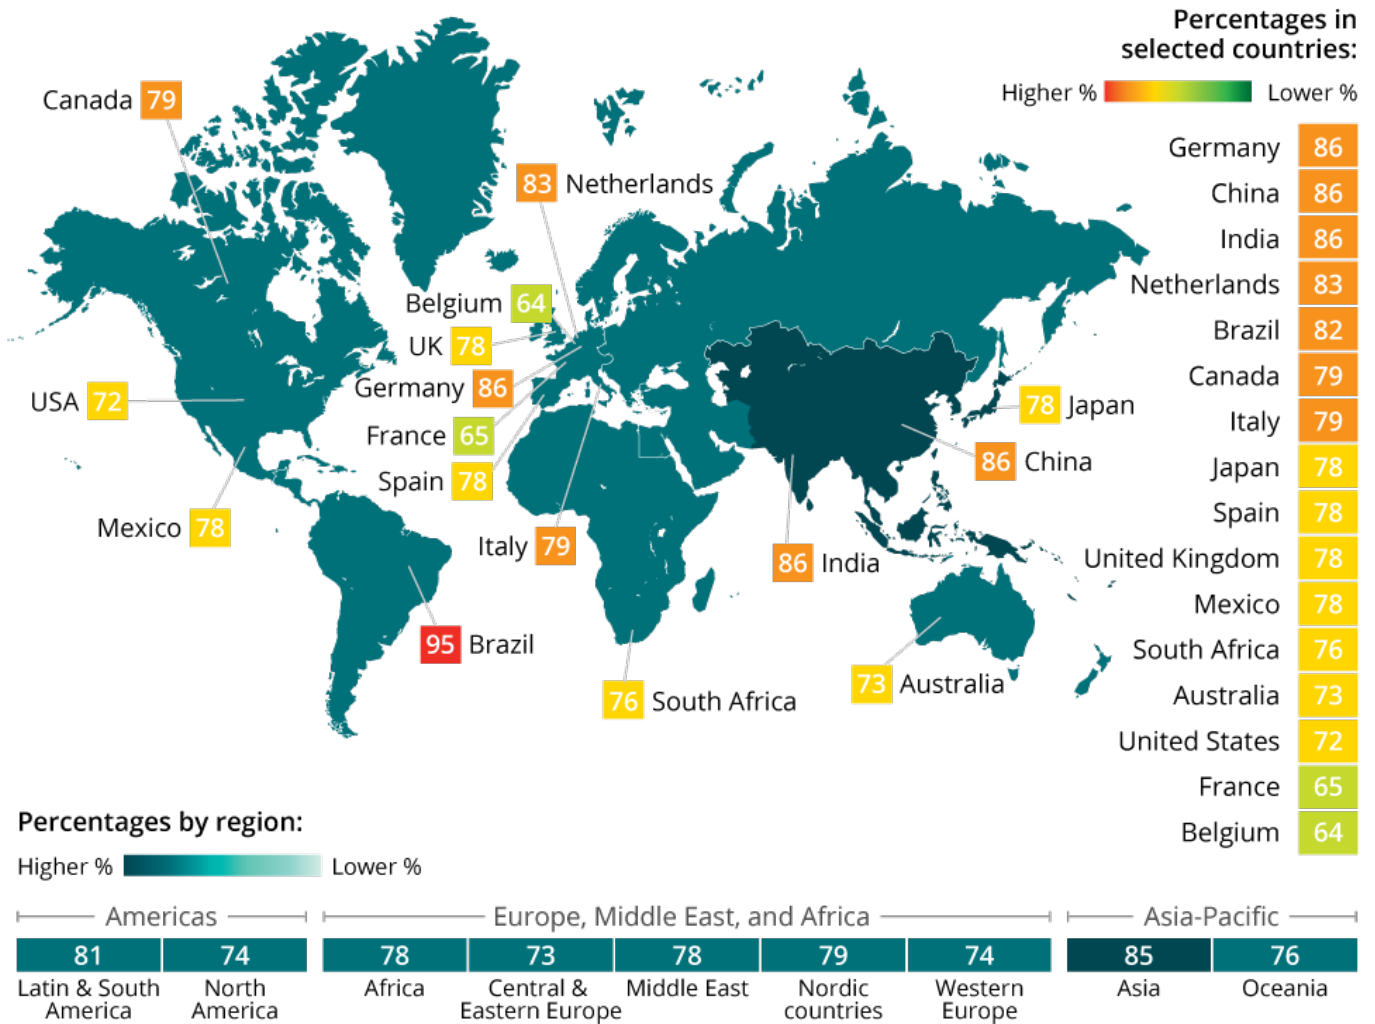 Percentages in
selected countries:
Higher % Lower %
Germany 86
China 86
India 86
Netherlands 83
Brazil 82
Canada 79
Italy 79
Japan 78
Spain 78
United Kingdom 78
Mexico 78
South Africa 76
Australia 73
United States 72
France 65
Belgium 64
Canada 79
83 Netherlands
Belgium 64
UK 78
Germany 86
USA 72
France 65
Spain 78
78 Japan
86 China
Mexico 78
Italy 79
86 India
95 Brazil
76 South Africa
73 Australia
Percentages by region:
Higher % Lower %
Americas
81 74
Latin & South
America
North
America
Europe, Middle East, and Africa
78 73 78 79 74
Africa
Central &
Eastern Europe
Middle East
Nordic
countries
Western
Europe
Asia-Pacific
85 76
Asia
Oceania